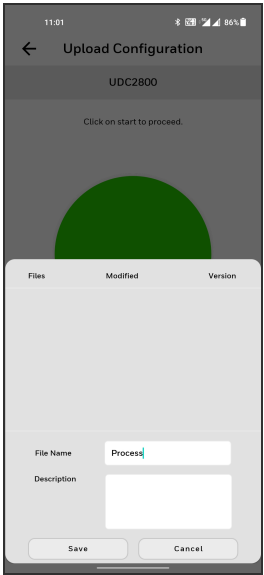 11:01
86%
Upload Configuration
UDC2800
Click on start to proceed.
Files Modified Version
File Name Process
Description
Save Cancel